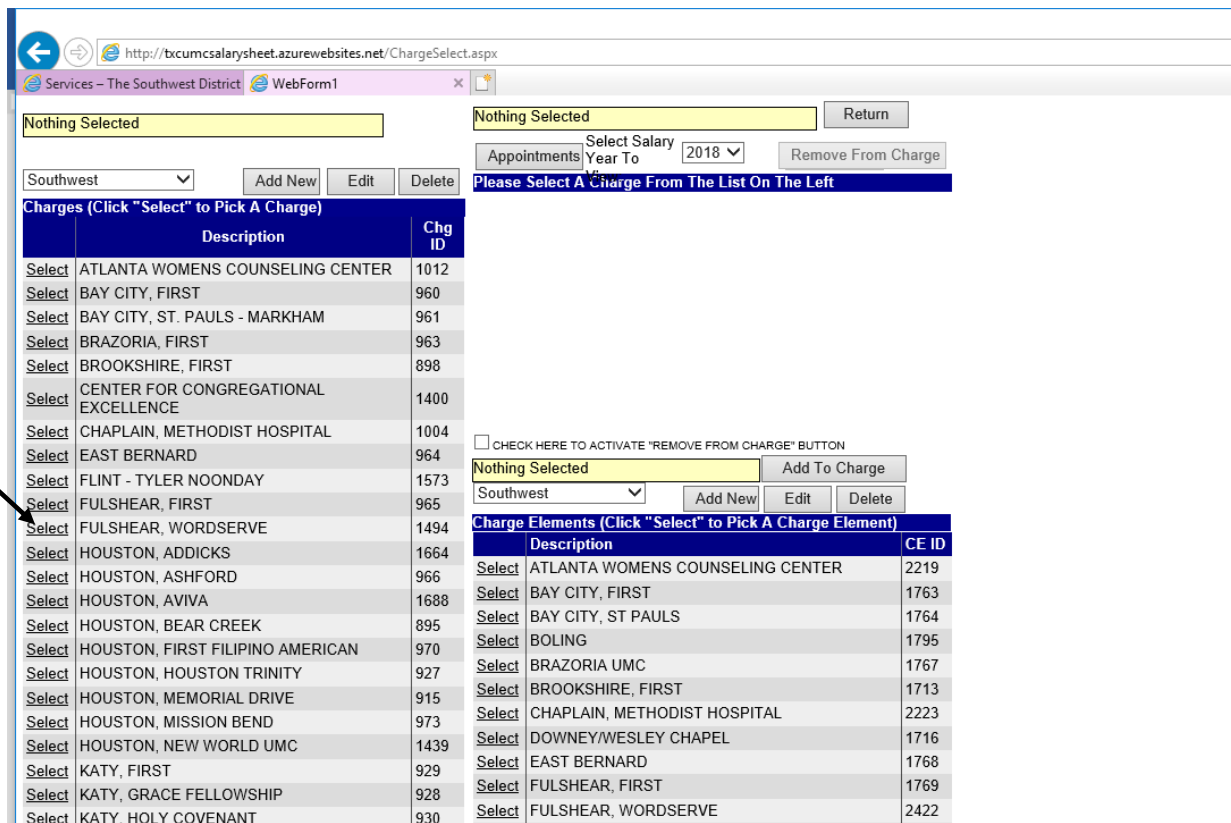 http://txcumcsalarysheet.azurewebsites.net/ChargeSelect.aspx
Services – The Southwest District
WebForm1
Nothing Selected
Southwest
Add New
Edit
Delete
Charges (Click "Select" to Pick A Charge)
Description Chg ID
Select ATLANTA WOMENS COUNSELING CENTER 1012
Select BAY CITY, FIRST 960
Select BAY CITY, ST. PAULS - MARKHAM 961
Select BRAZORIA, FIRST 963
Select BROOKSHIRE, FIRST 898
Select CENTER FOR CONGREGATIONAL
EXCELLENCE 1400
Select CHAPLAIN, METHODIST HOSPITAL 1004
Select EAST BERNARD 964
Select FLINT - TYLER NOONDAY 1573
Select FULSHEAR, FIRST 965
Select FULSHEAR, WORDSERVE 1494
Select HOUSTON, ADDICKS 1664
Select HOUSTON, ASHFORD 966
Select HOUSTON, AVIVA 1688
Select HOUSTON, BEAR CREEK 895
Select HOUSTON, FIRST FILIPINO AMERICAN 970
Select HOUSTON, HOUSTON TRINITY 927
Select HOUSTON, MEMORIAL DRIVE 915
Select HOUSTON, MISSION BEND 973
Select HOUSTON, NEW WORLD UMC 1439
Select KATY, FIRST 929
Select KATY, GRACE FELLOWSHIP 928
Select KATY, HOLY COVENANT 930
Nothing Selected
Return
Appointments
Select Salary
Year To
View
2018
Remove From Charge
Please Select A Charge From The List On The Left
CHECK HERE TO ACTIVATE "REMOVE FROM CHARGE" BUTTON
Nothing Selected
Add To Charge
Southwest
Add New
Edit
Delete
Charge Elements (Click "Select" to Pick A Charge Element)
Description CE ID
Select ATLANTA WOMENS COUNSELING CENTER 2219
Select BAY CITY, FIRST 1763
Select BAY CITY, ST PAULS 1764
Select BOLING 1795
Select BRAZORIA UMC 1767
Select BROOKSHIRE, FIRST 1713
Select CHAPLAIN, METHODIST HOSPITAL 2223
Select DOWNEY/WESLEY CHAPEL 1716
Select EAST BERNARD 1768
Select FULSHEAR, FIRST 1769
Select FULSHEAR, WORDSERVE 2422